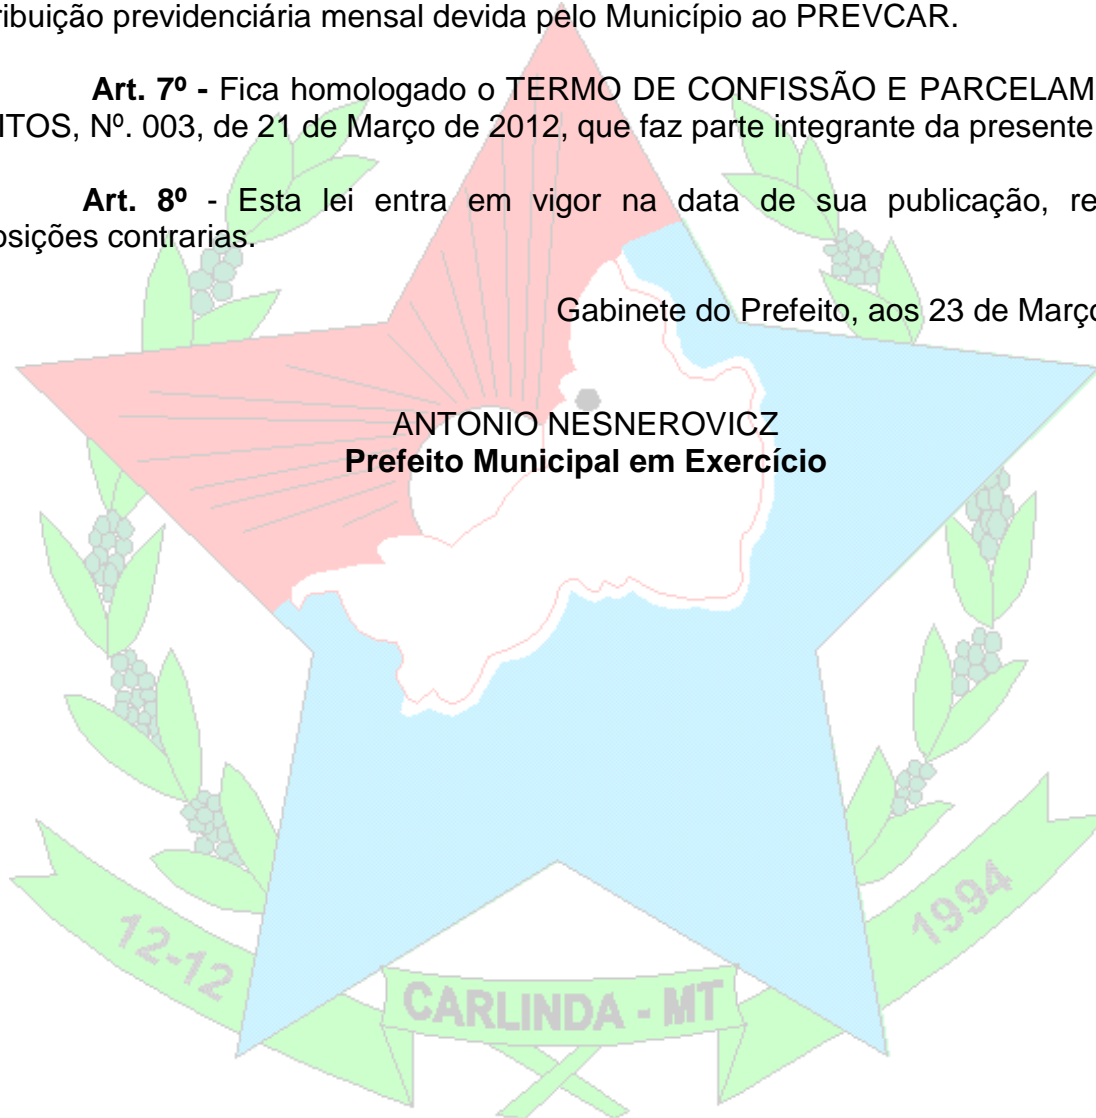 ribuição previdenciária mensal devida pelo Município ao PREVCAR.
Art. 7º - Fica homologado o TERMO DE CONFISSÃO E PARCELAM
ITOS, Nº. 003, de 21 de Março de 2012, que faz parte integrante da presente
Art. 8º - Esta lei entra em vigor na data de sua publicação, re
osições contrarias.
Gabinete do Prefeito, aos 23 de Março
ANTONIO NESNEROVICZ
Prefeito Municipal em Exercício
12-12
CARLINDA - MT
1994